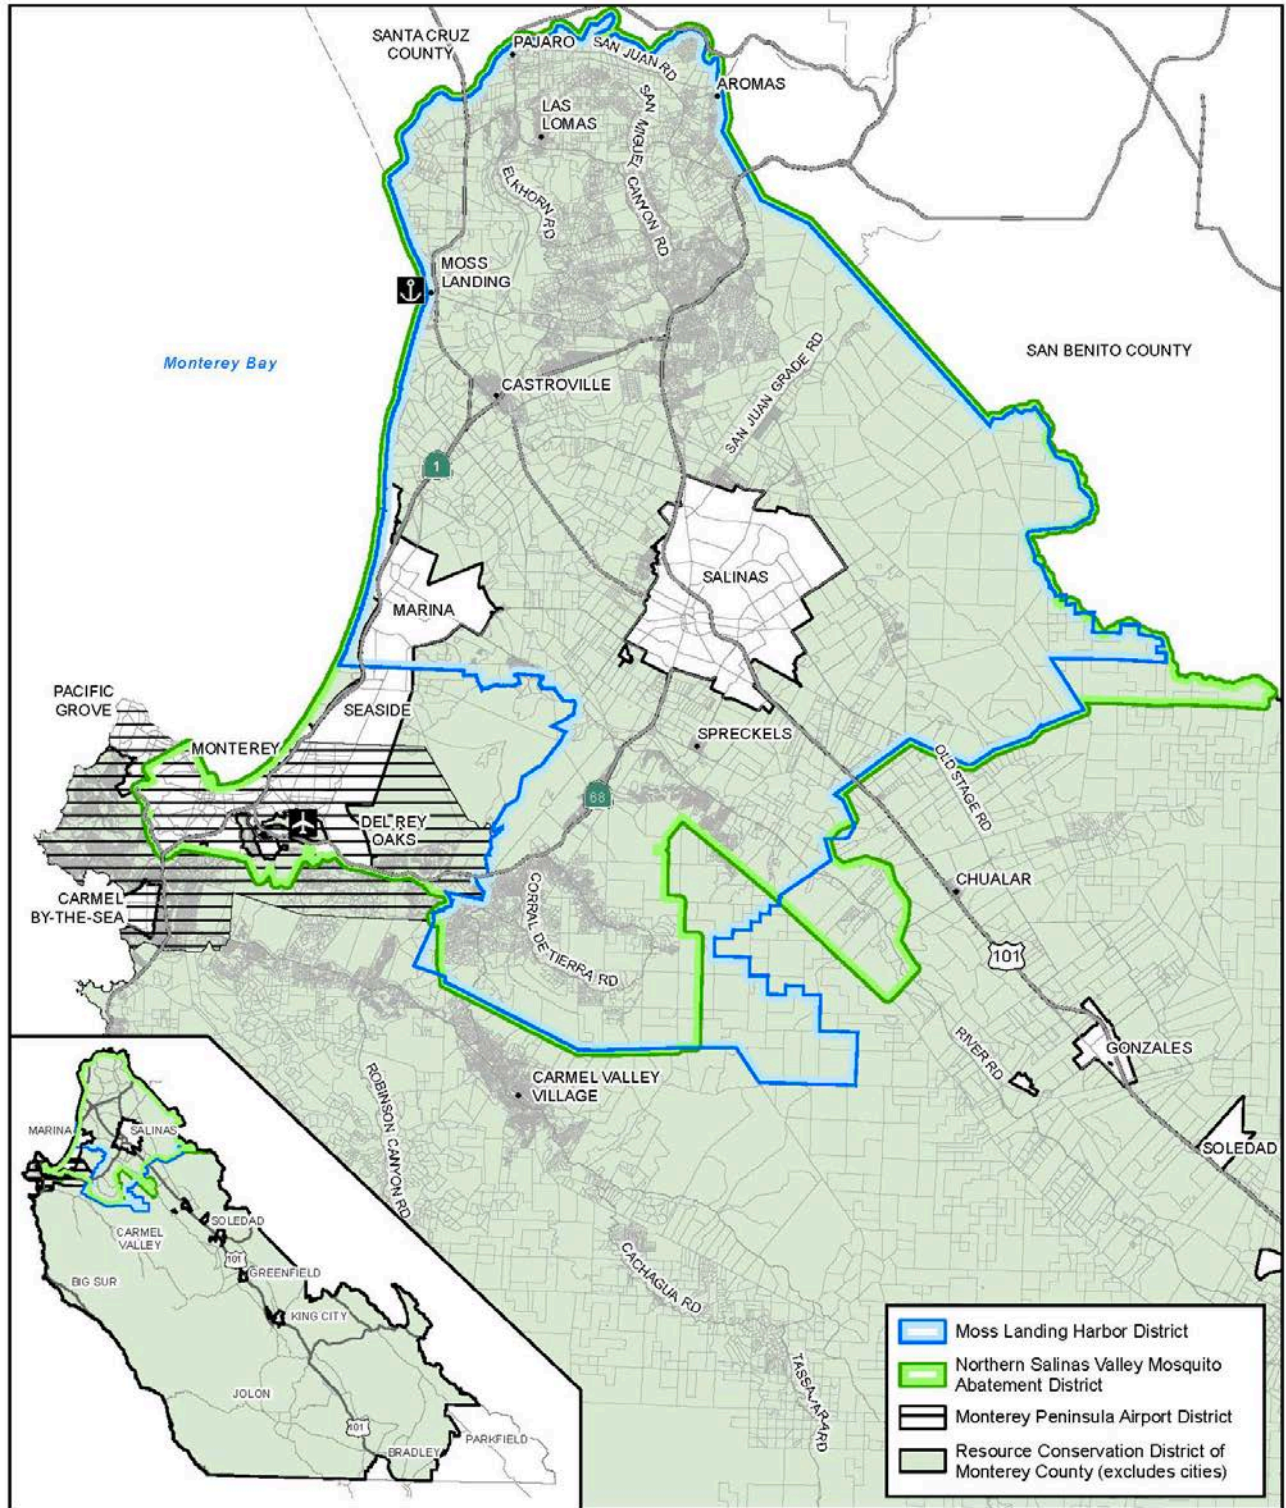 SANTA CRUZ
COUNTY
PAJARO
SAN JUAN RD
AROMAS
LAS
LOMAS
SAN MIGUEL CANYON RD
ELKHORN RD
MOSS
LANDING
Monterey Bay
SAN BENITO COUNTY
CASTROVILLE
SAN JUAN GRADE RD
1
SALINAS
MARINA
PACIFIC
GROVE
SEASIDE
MONTEREY
SPRECKELS
OLD STAGE RD
68
DEL REY
OAKS
CARMEL
BY-THE-SEA
CORRAL DE TIERRA RD
CHUALAR
101
RIVER RD
GONZALES
CARMEL VALLEY
VILLAGE
ROBINSON CANYON RD
SOLEDAD
CACHAGUA RD
TASSAJARA RD
MARINA
SALINAS
CARMEL
VALLEY
SOLEDAD
101
GREENFIELD
BIG SUR
KING CITY
JOLON
101
BRADLEY
PARKFIELD
Moss Landing Harbor District
Northern Salinas Valley Mosquito
Abatement District
Monterey Peninsula Airport District
Resource Conservation District of
Monterey County (excludes cities)